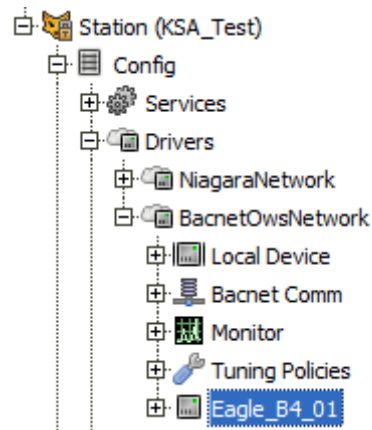 Station (KSA_Test)
Config
Services
Drivers
NiagaraNetwork
BacnetOwsNetwork
Local Device
Bacnet Comm
Monitor
Tuning Policies
Eagle_B4_01